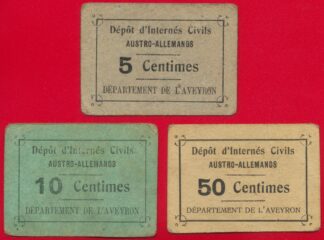 Dépôt d'Internés Civils
AUSTRO-ALLEMANDS
5 Centimes
DÉPARTEMENT DE L'AVEYRON
Dépôt d'Internés Civils
AUSTRO-ALLEMANDS
10 Centimes
DÉPARTEMENT DE L'AVEYRON
Dépôt d'Internés Civils
AUSTRO-ALLEMANDS
50 Centimes
DÉPARTEMENT DE L'AVEYRON